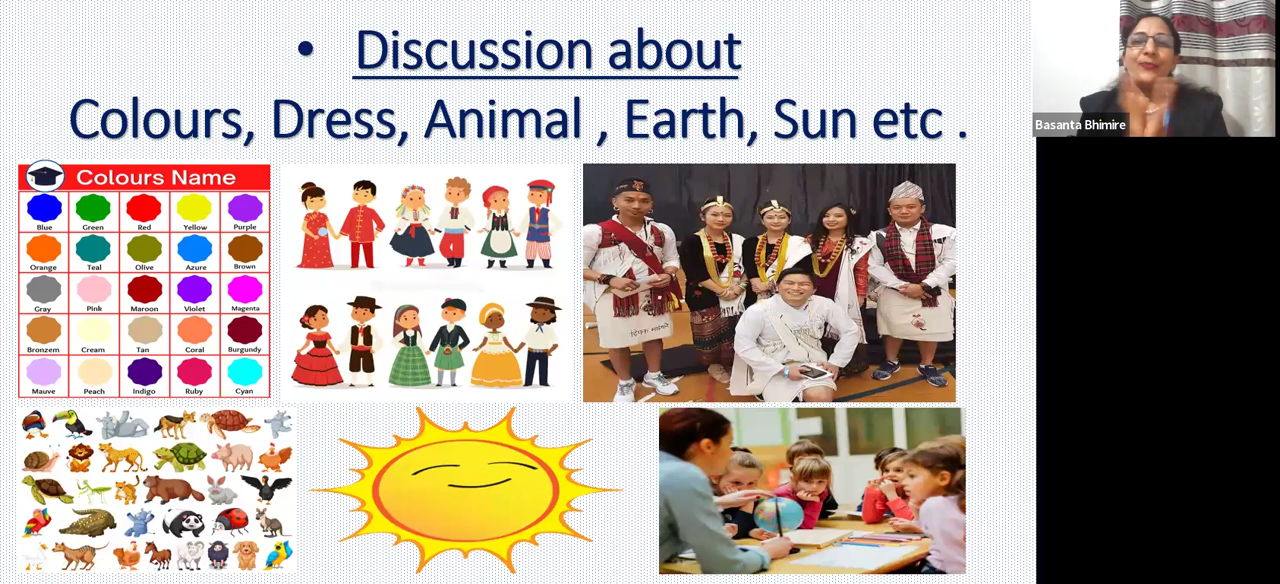 • Discussion about
Colours, Dress, Animal , Earth, Sun etc .
Basanta Bhimire
Colours Name
Blue Green Red Yellow Purple
Orange Teal Olive Azure Brown
Gray Pink Maroon Violet Magenta
Bronzem Cream Tan Coral Burgundy
Mauve Peach Indigo Ruby Cyan